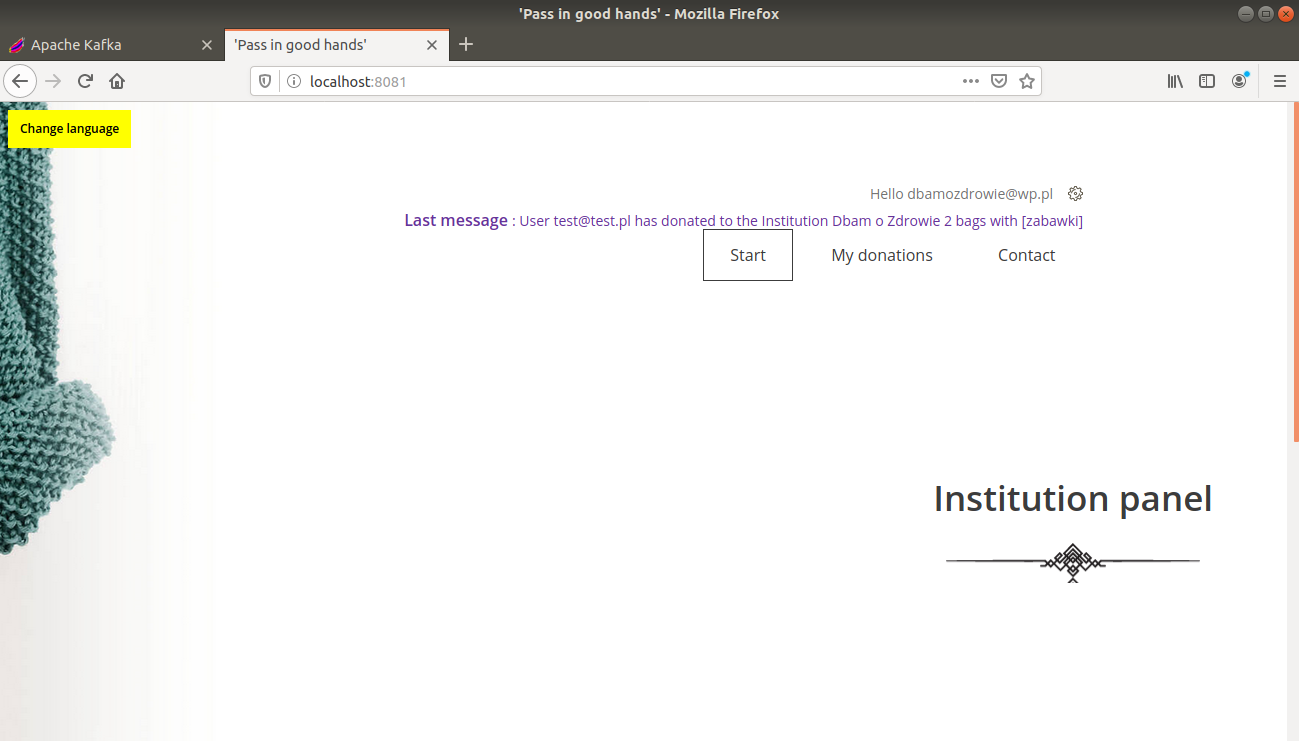 'Pass in good hands' - Mozilla Firefox
Apache Kafka
'Pass in good hands'
localhost:8081
Change language
Hello dbamozdrowie@wp.pl
Last message : User test@test.pl has donated to the Institution Dbam o Zdrowie 2 bags with [zabawki]
Start My donations Contact
Institution panel